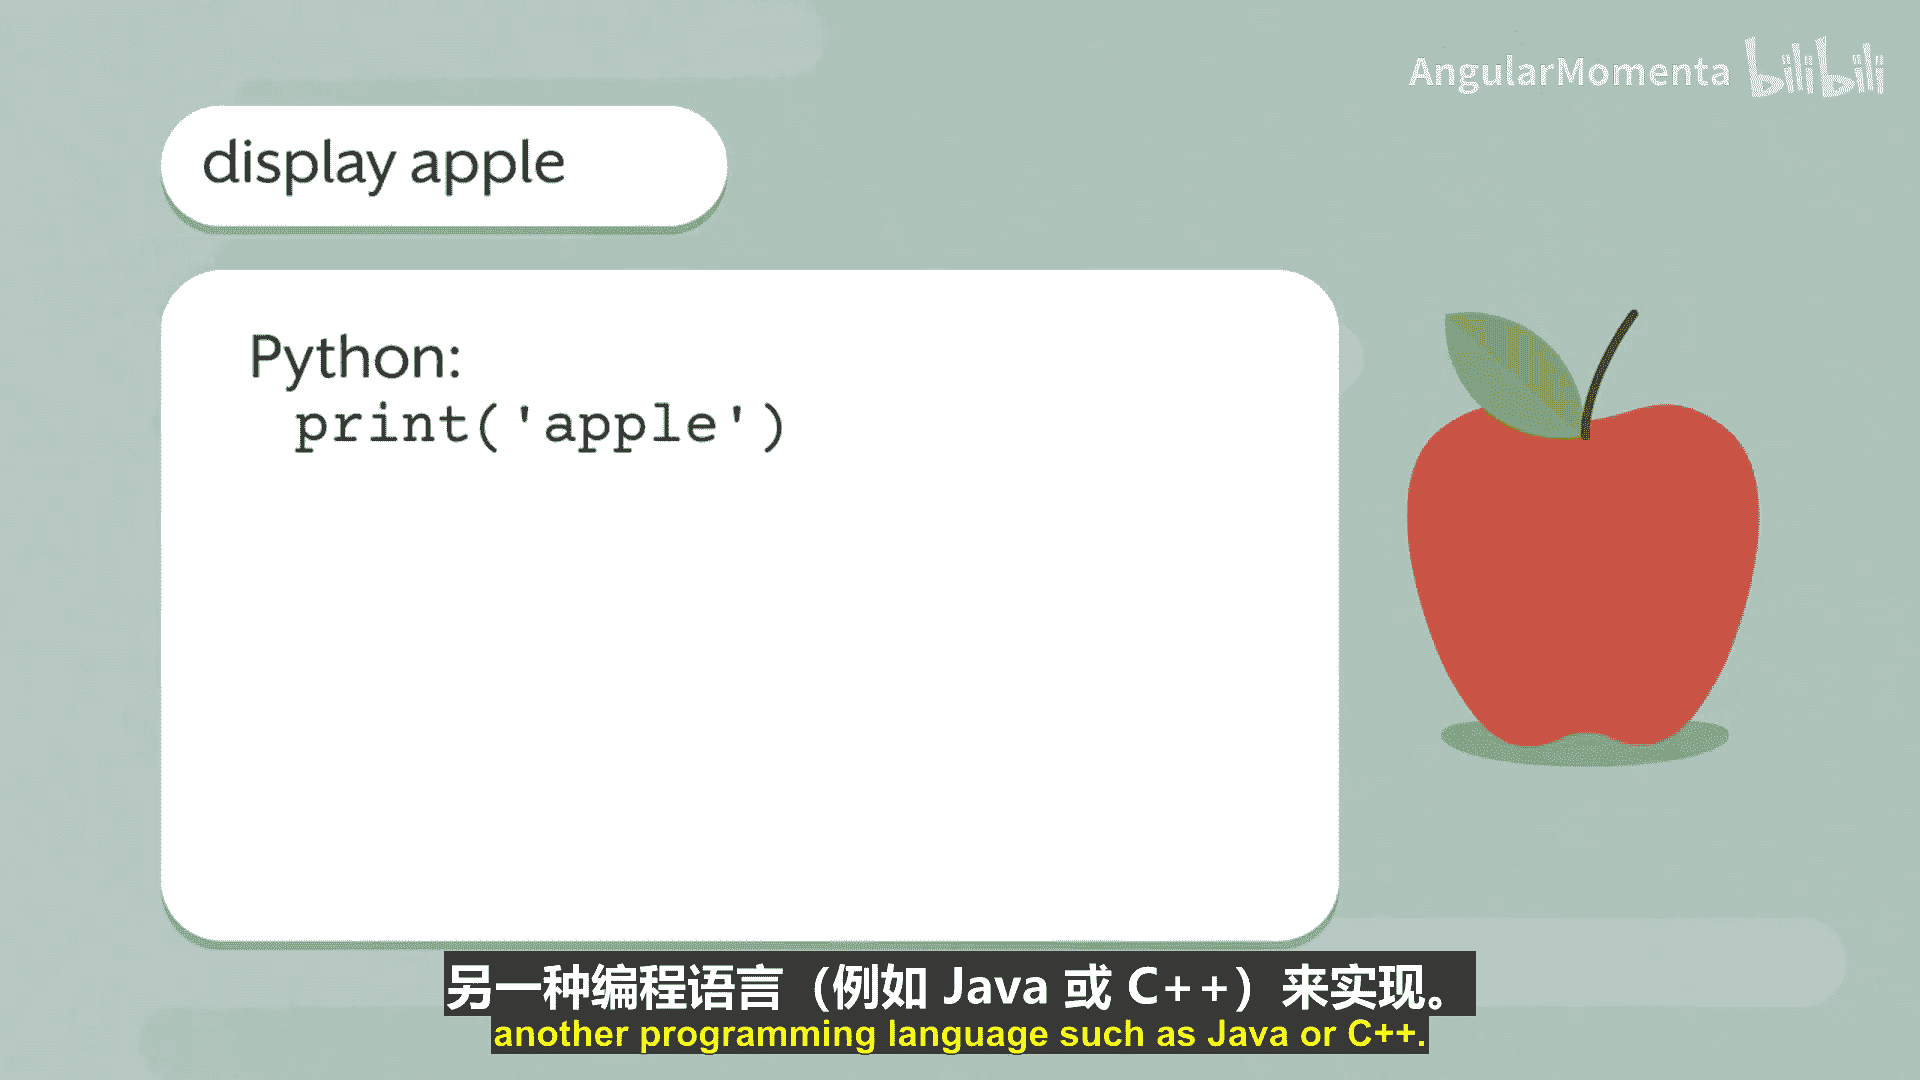 AngularMomenta bilibili
display apple
Python:
print('apple')
另一种编程语言（例如 Java 或 C++）来实现。
another programming language such as Java or C++.